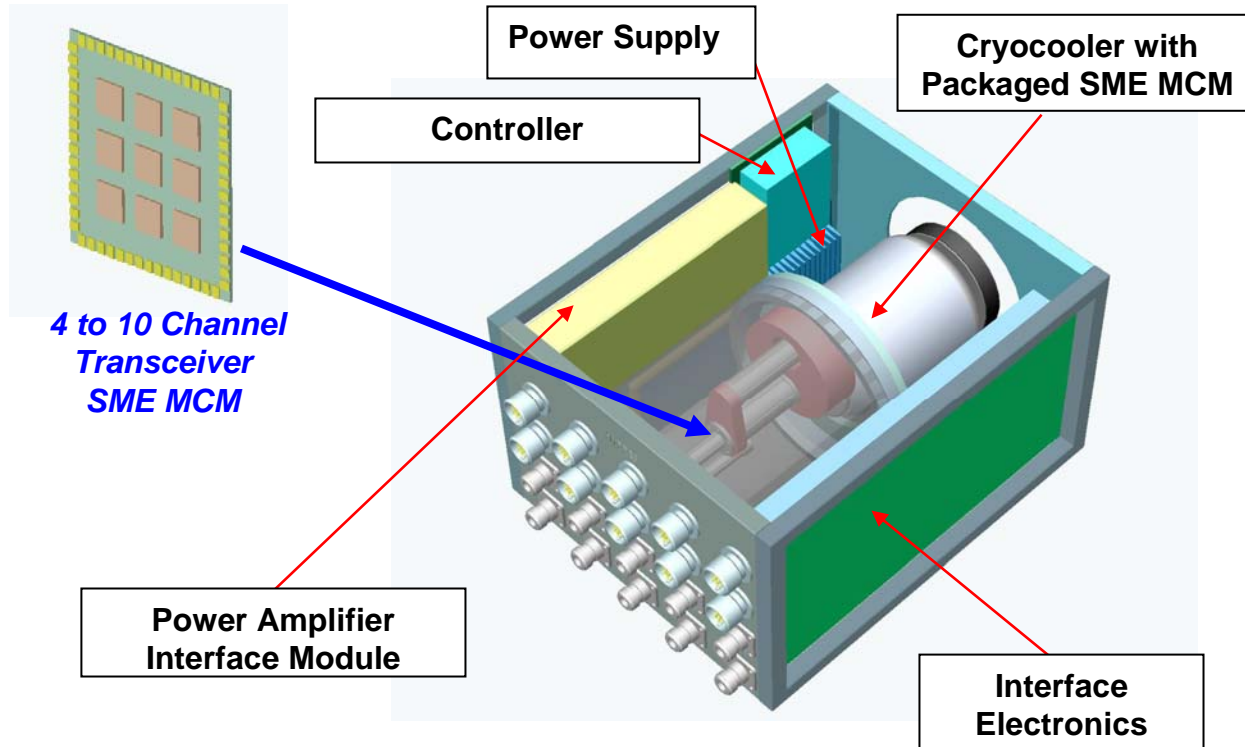 Power Supply
Cryocooler with
Packaged SME MCM
Controller
4 to 10 Channel
Transceiver
SME MCM
Power Amplifier
Interface Module
Interface
Electronics